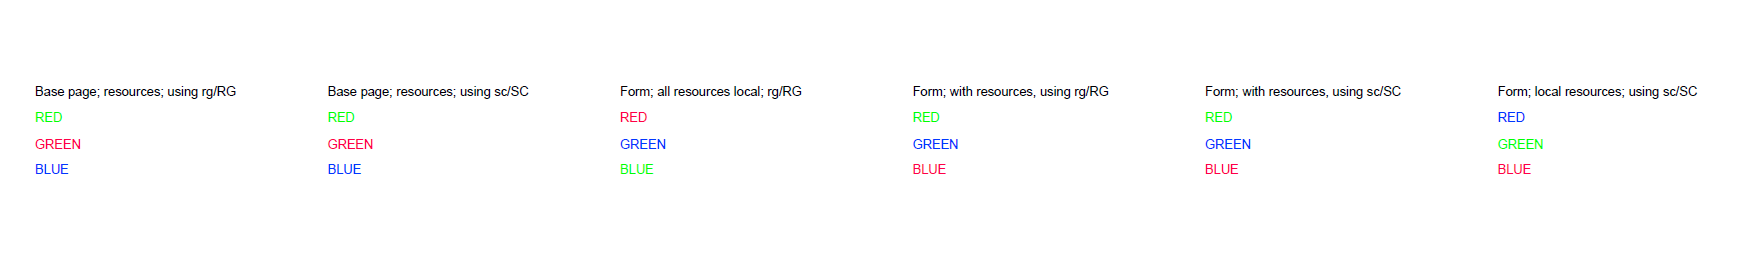 Base page; resources; using rg/RG
RED
GREEN
BLUE
Base page; resources; using sc/SC
RED
GREEN
BLUE
Form; all resources local; rg/RG
RED
GREEN
BLUE
Form; with resources, using rg/RG
RED
GREEN
BLUE
Form; with resources, using sc/SC
RED
GREEN
BLUE
Form; local resources; using sc/SC
RED
GREEN
BLUE